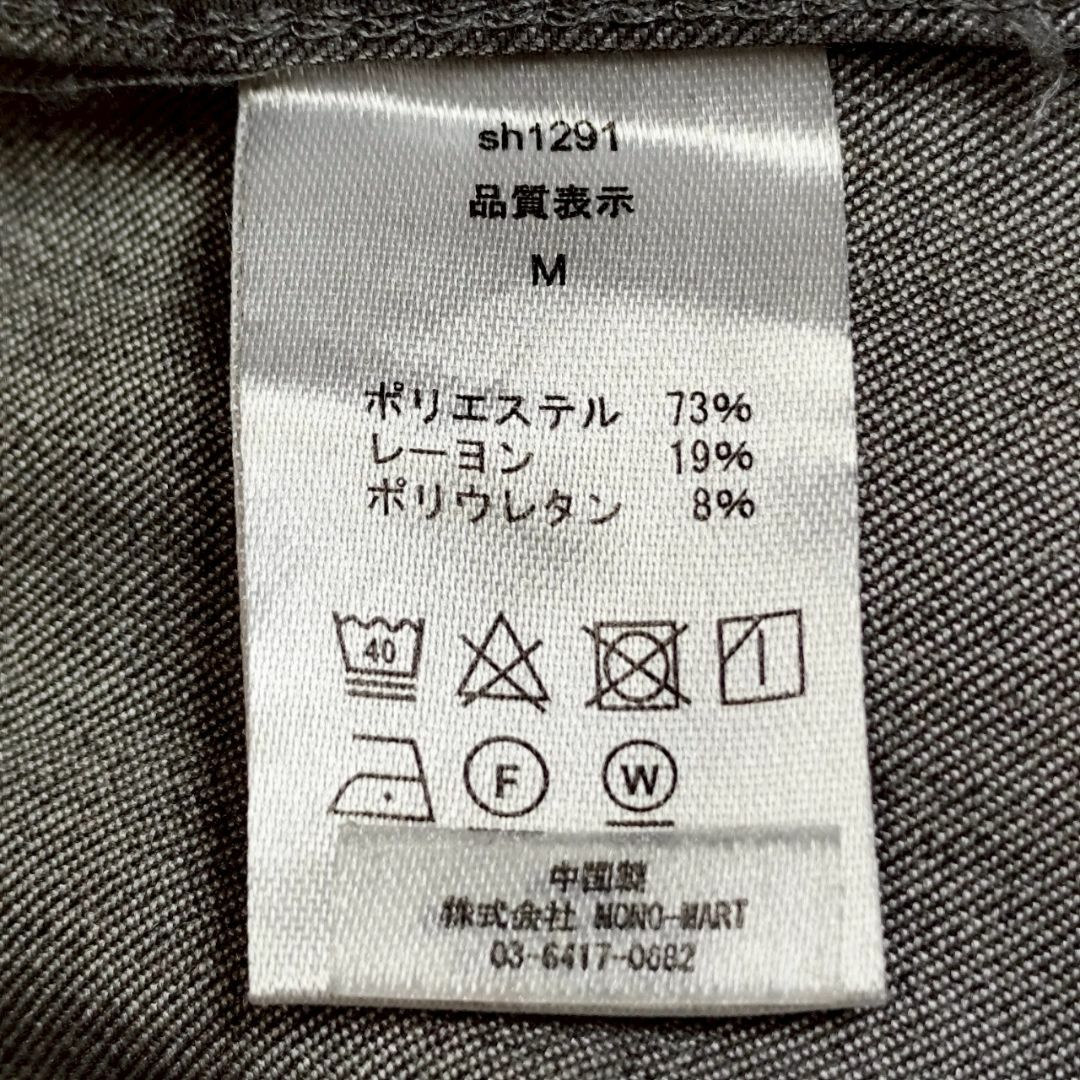 sh1291
品質表示
M
ポリエステル 73%
レーヨン 19%
ポリウレタン 8%
40
F W
中国製
株式会社 MONO-MART
03-6417-0682